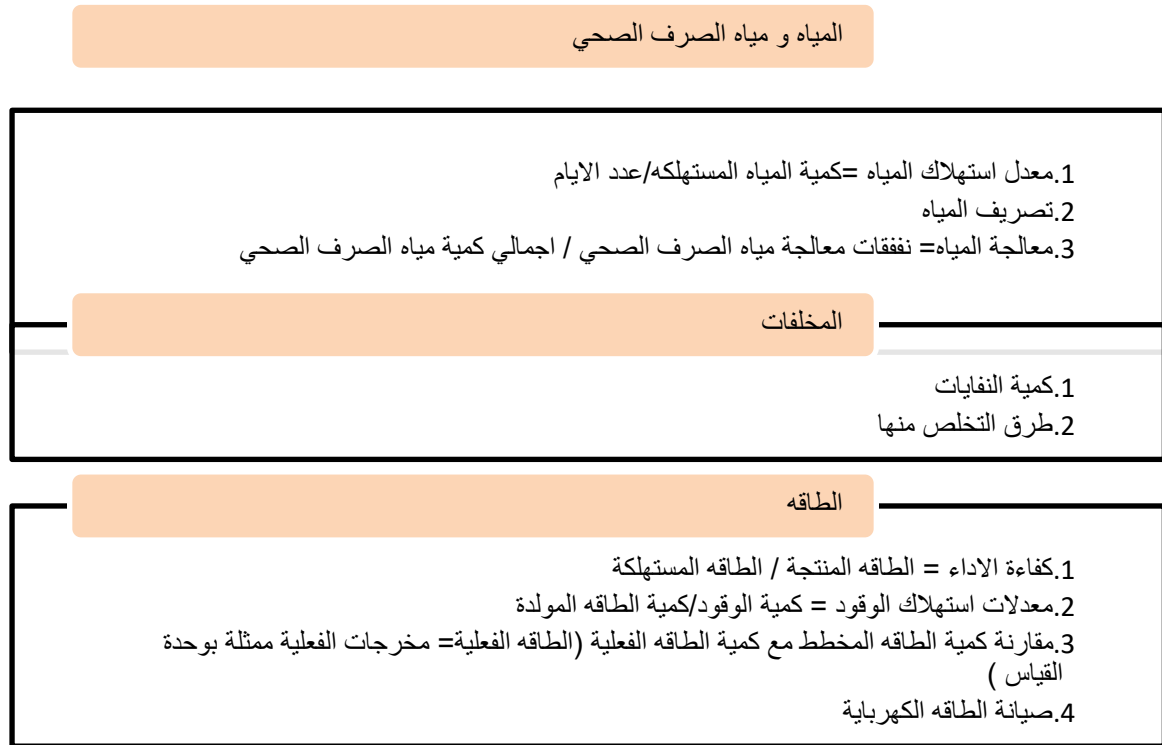 المياه و مياه الصرف الصحي
1.معدل استهلاك المياه =كمية المياه المستهلكه/عدد الايام
2.تصريف المياه
3.معالجة المياه= نفقات معالجة مياه الصرف الصحي / اجمالي كمية مياه الصرف الصحي
المخلفات
1.كمية النفايات
2.طرق التخلص منها
الطاقه
1.كفاءة الاداء = الطاقه المنتجة / الطاقه المستهلكة
2.معدلات استهلاك الوقود = كمية الوقود/كمية الطاقه المولدة
3.مقارنة كمية الطاقه المخطط مع كمية الطاقه الفعلية (الطاقه الفعلية= مخرجات الفعلية ممثلة بوحدة
القياس )
4.صيانة الطاقه الكهرباية